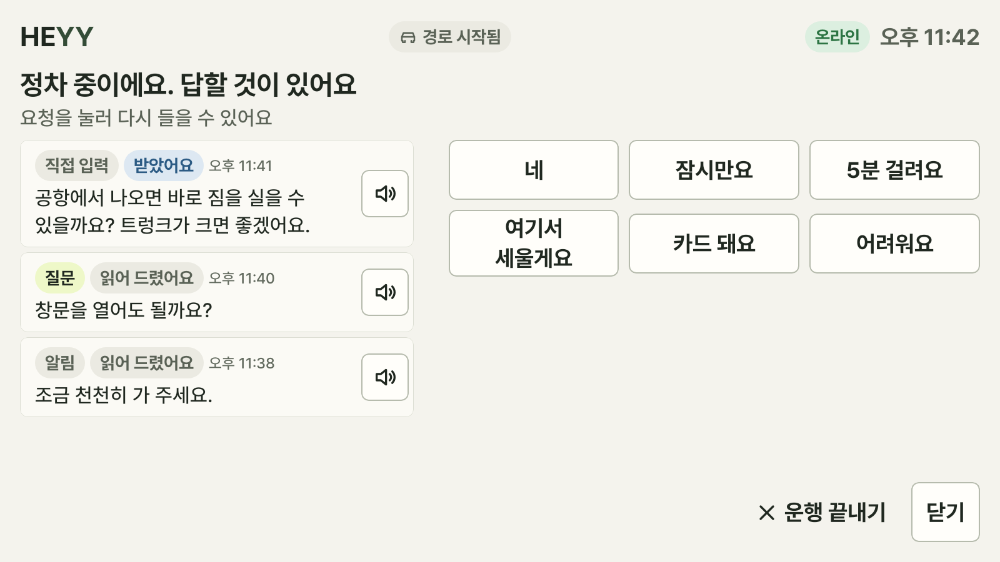 HEYY
경로 시작됨
온라인 오후 11:42
정차 중이에요. 답할 것이 있어요
요청을 눌러 다시 들을 수 있어요
직접 입력 받았어요 오후 11:41
공항에서 나오면 바로 짐을 실을 수
있을까요? 트렁크가 크면 좋겠어요.
질문 읽어 드렸어요 오후 11:40
창문을 열어도 될까요?
알림 읽어 드렸어요 오후 11:38
조금 천천히 가 주세요.
네
잠시만요
5분 걸려요
여기서
세울게요
카드 돼요
어려워요
운행 끝내기
닫기